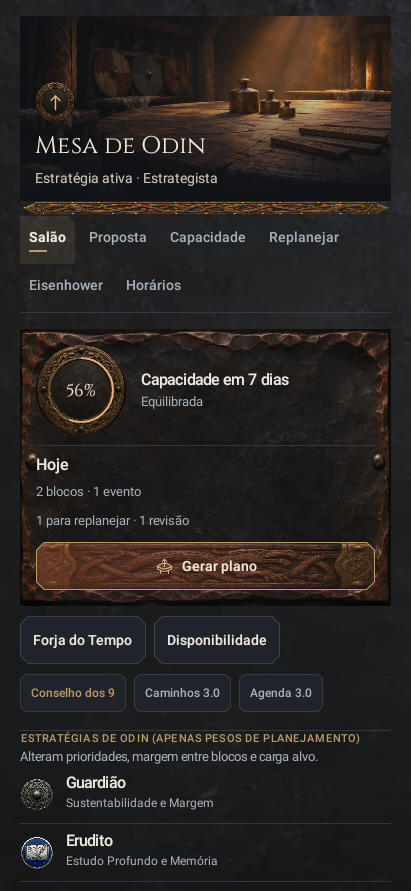 Mesa de Odin
Estratégia ativa · Estrategista
Salão Proposta Capacidade Replanejar
Eisenhower Horários
56% Capacidade em 7 dias
Equilibrada
Hoje
2 blocos · 1 evento
1 para replanejar · 1 revisão
Gerar plano
Forja do Tempo Disponibilidade
Conselho dos 9 Caminhos 3.0 Agenda 3.0
ESTRATÉGIAS DE ODIN (APENAS PESOS DE PLANEJAMENTO)
Alteram prioridades, margem entre blocos e carga alvo.
Guardião
Sustentabilidade e Margem
Erudito
Estudo Profundo e Memória